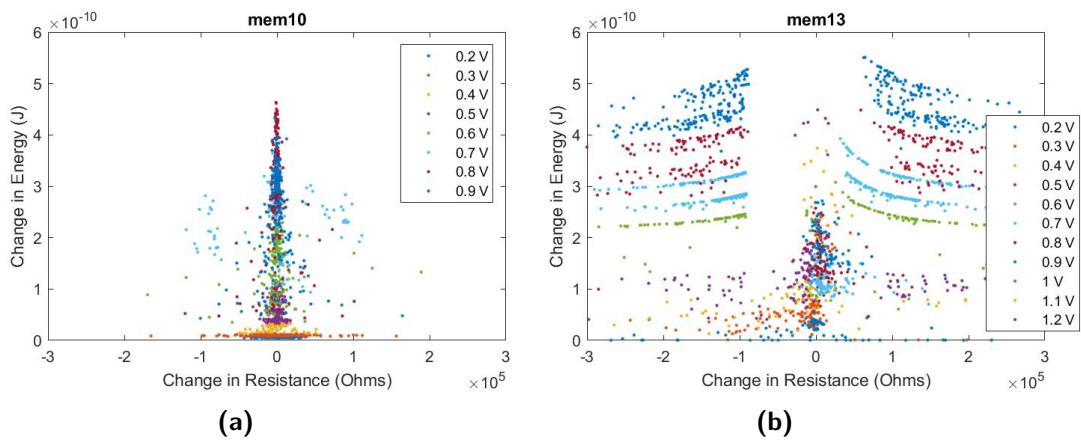 ×10⁻¹⁰
mem10
6
5
4
3
2
1
0
Change in Energy (J)
-3
-2
-1
0
1
2
3
Change in Resistance (Ohms)
×10⁵
0.2 V
0.3 V
0.4 V
0.5 V
0.6 V
0.7 V
0.8 V
0.9 V
(a)
×10⁻¹⁰
mem13
6
5
4
3
2
1
0
Change in Energy (J)
-3
-2
-1
0
1
2
3
Change in Resistance (Ohms)
×10⁵
0.2 V
0.3 V
0.4 V
0.5 V
0.6 V
0.7 V
0.8 V
0.9 V
1 V
1.1 V
1.2 V
(b)